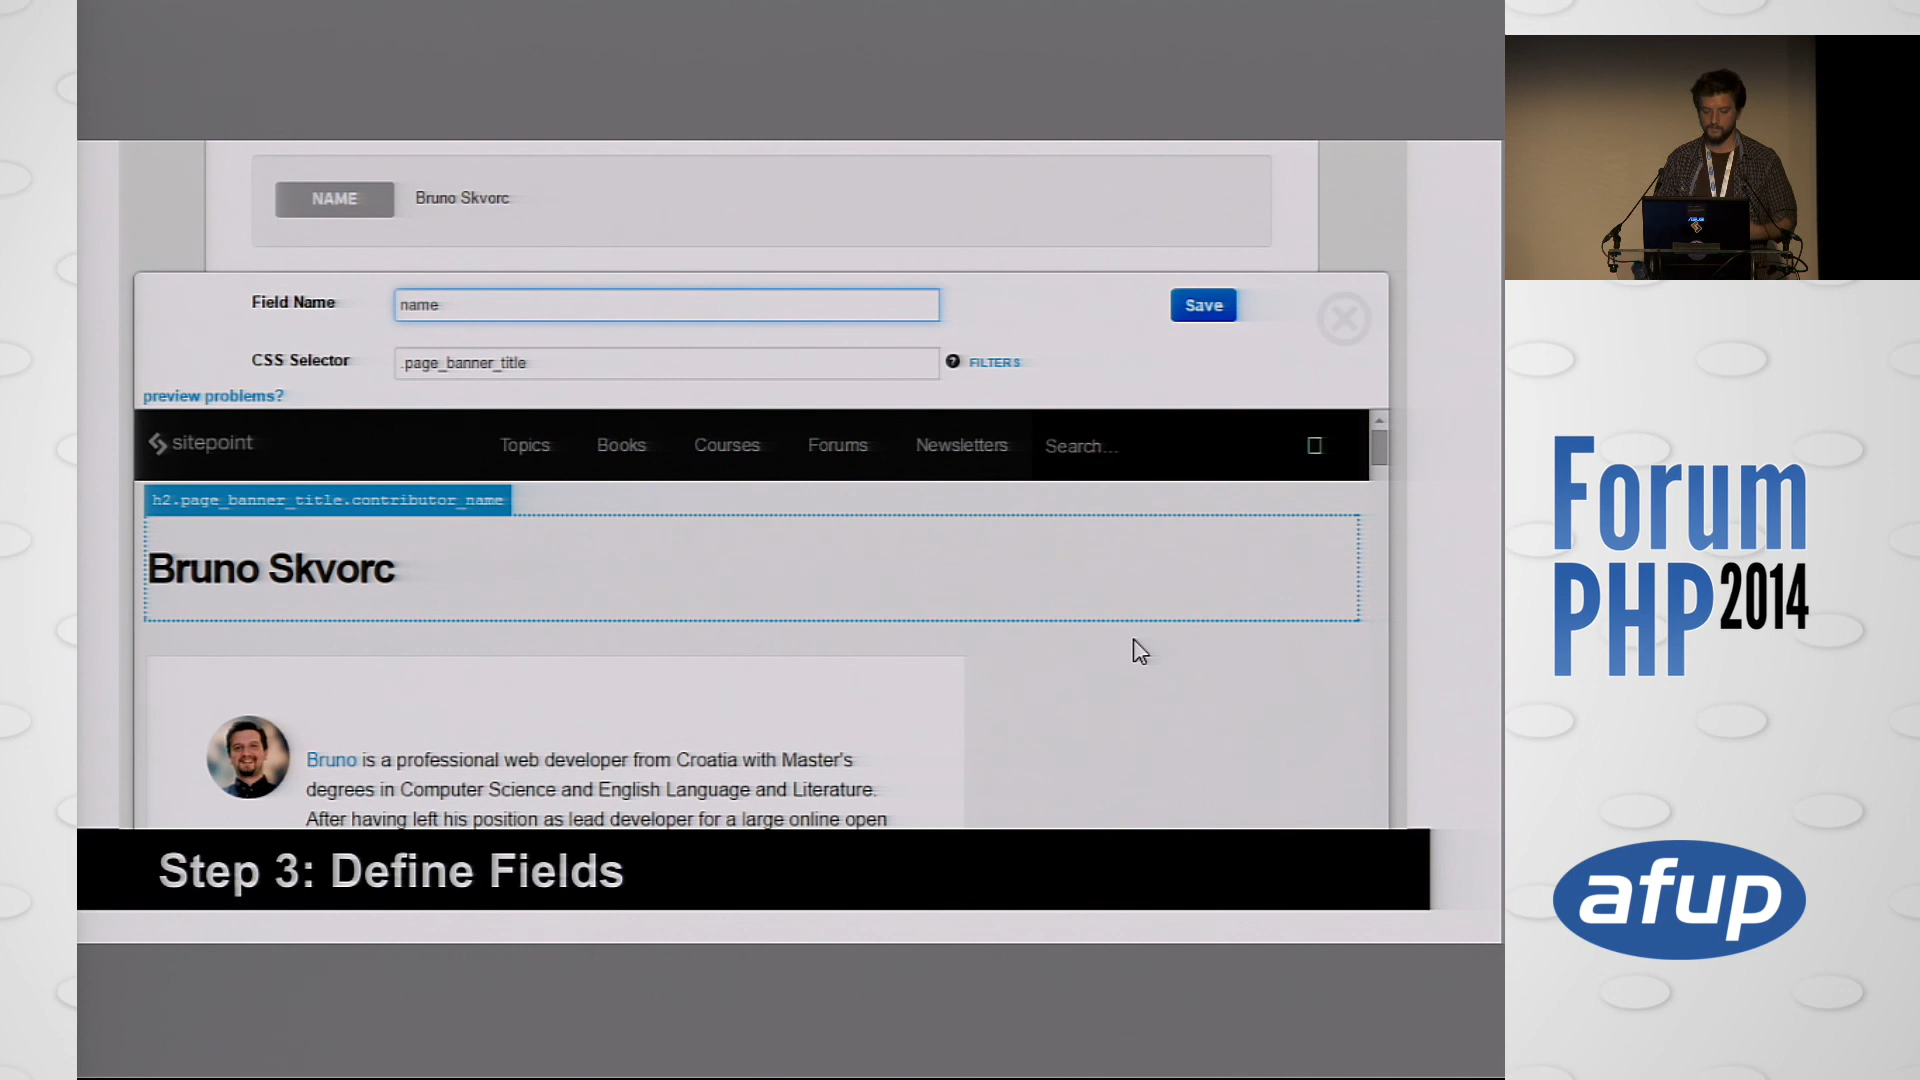 NAME
Bruno Skvorc
Field Name
name
Save
CSS Selector
.page_banner_title
? FILTERS
preview problems?
sitepoint
Topics
Books
Courses
Forums
Newsletters
Search...
h2.page_banner_title.contributor_name
Bruno Skvorc
Bruno is a professional web developer from Croatia with Master's
degrees in Computer Science and English Language and Literature.
After having left his position as lead developer for a large online open
Step 3: Define Fields
Forum
PHP 2014
afup